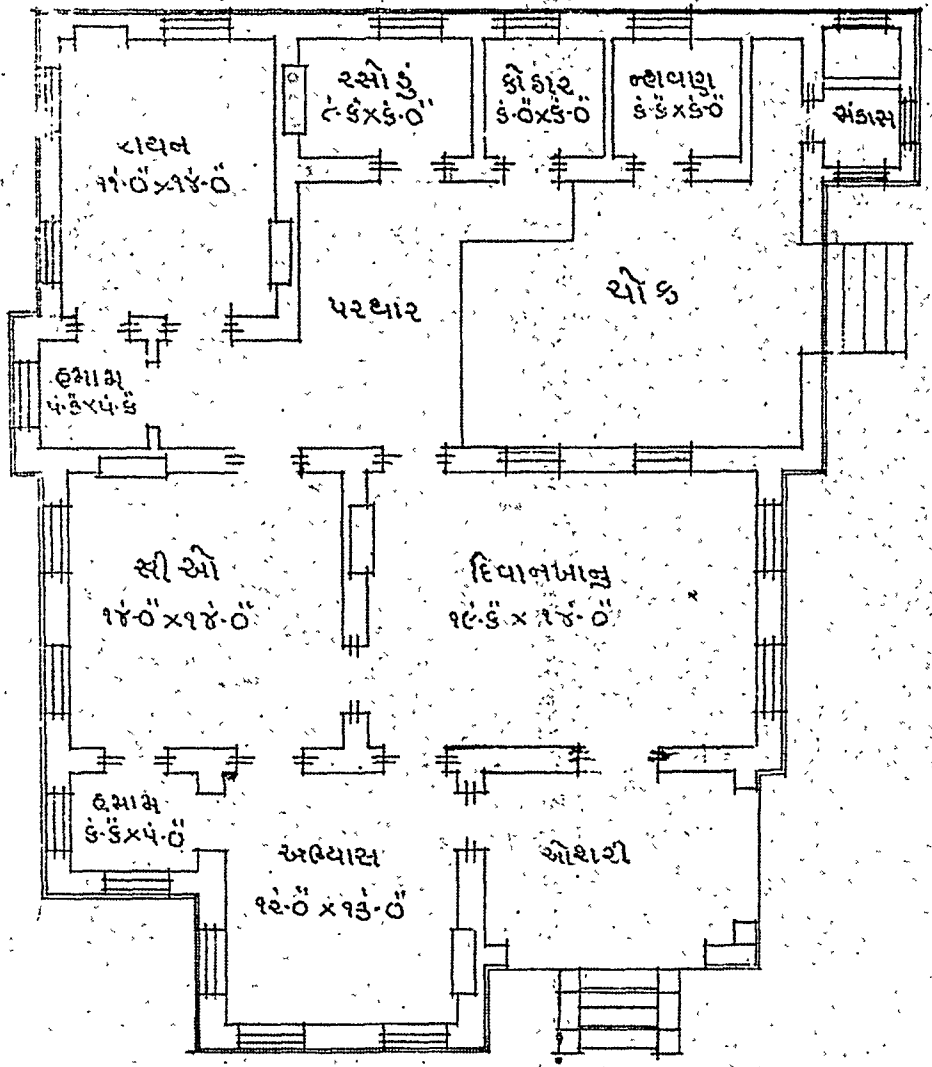 રસોડું
૯'-૬"×૬'-૦"
કોઠાર
૬'-૦"×૬'-૦"
ન્હાવાણ
૬'-૬"×૬'-૦"
સંડાસ
શયન
૧૧'-૦"×૧૪'-૦"
પરથાર
ચોક
હમામ
૫'-૬"×૫'-૬"
સ્ત્રીઓ
૧૪'-૦"×૧૪'-૦"
દિવાનખાનુ
૧૯'-૬"×૧૪'-૦"
હમામ
૬'-૬"×૫'-૦"
અભ્યાસ
૧૨'-૦"×૧૩'-૦"
ઓશરી